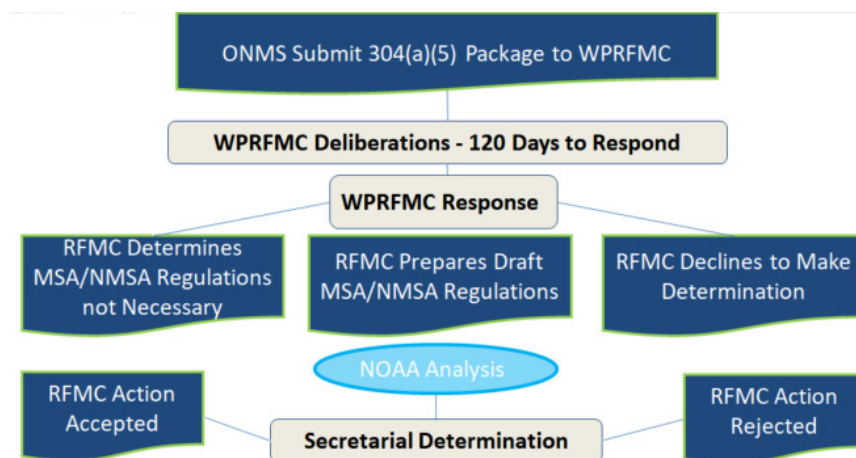 ONMS Submit 304(a)(5) Package to WPRFMC
WPRFMC Deliberations - 120 Days to Respond
WPRFMC Response
RFMC Determines
MSA/NMSA Regulations
not Necessary
RFMC Prepares Draft
MSA/NMSA Regulations
RFMC Declines to Make
Determination
NOAA Analysis
RFMC Action
Accepted
Secretarial Determination
RFMC Action
Rejected